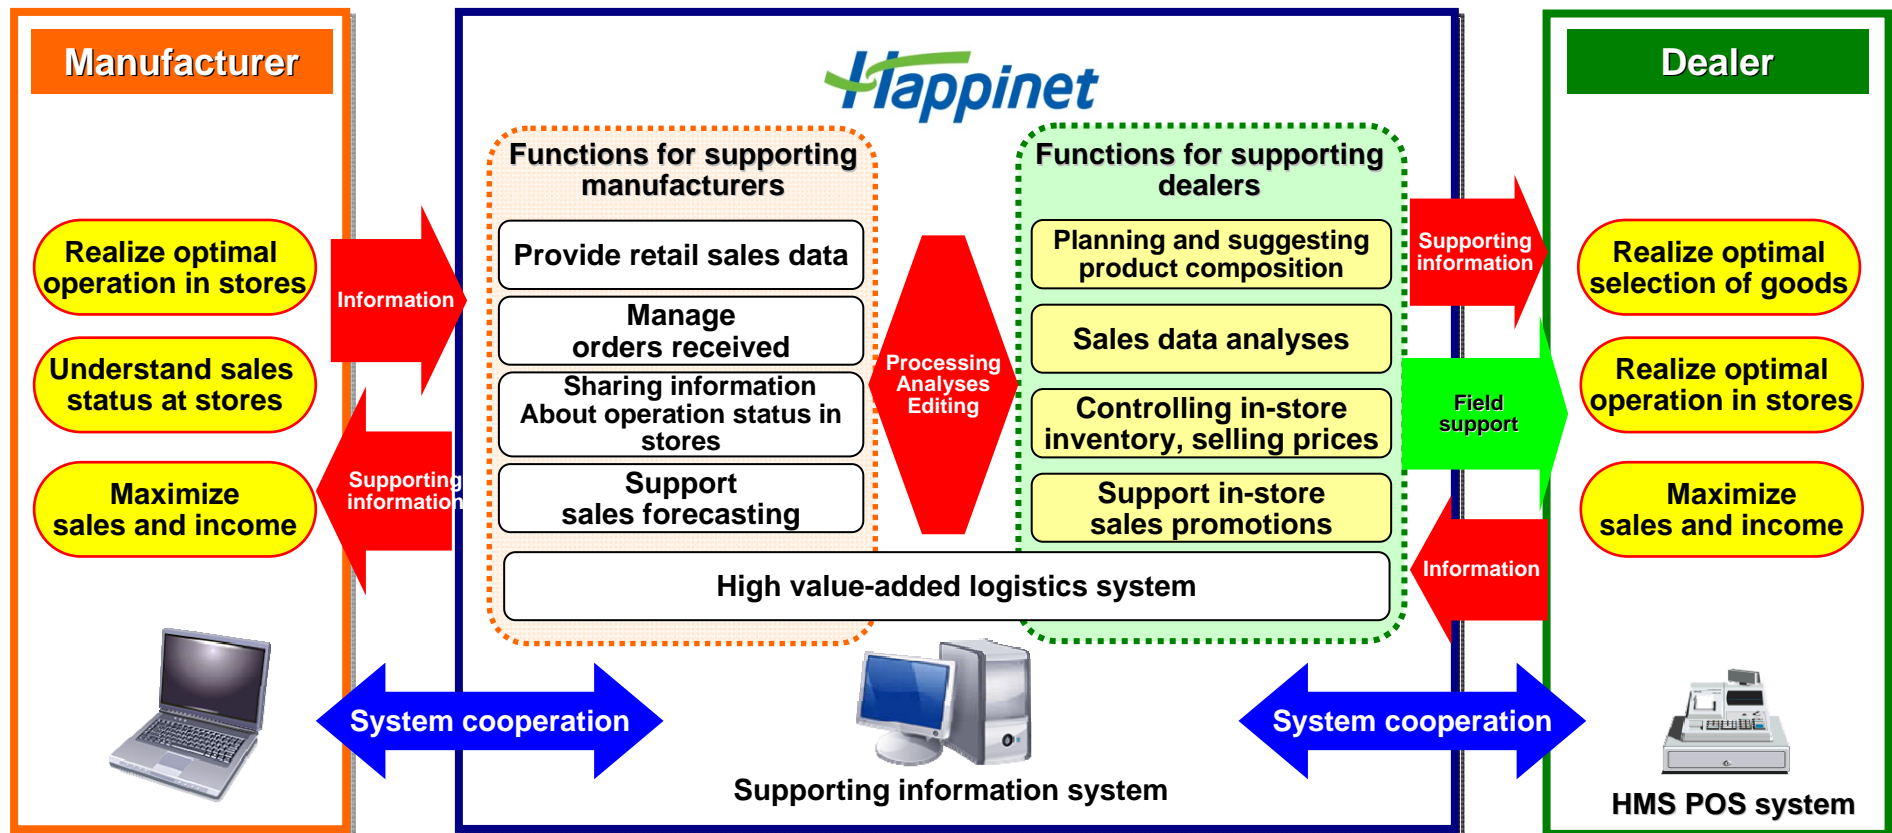 Manufacturer
Realize optimal
operation in stores
Understand sales
status at stores
Maximize
sales and income
Information
Supporting
information
System cooperation
Happinet
Functions for supporting
manufacturers
Provide retail sales data
Manage
orders received
Sharing information
About operation status in
stores
Support
sales forecasting
Processing
Analyses
Editing
Functions for supporting
dealers
Planning and suggesting
product composition
Sales data analyses
Controlling in-store
inventory, selling prices
Support in-store
sales promotions
High value-added logistics system
Supporting information system
Supporting
information
Field
support
Information
System cooperation
Dealer
Realize optimal
selection of goods
Realize optimal
operation in stores
Maximize
sales and income
HMS POS system